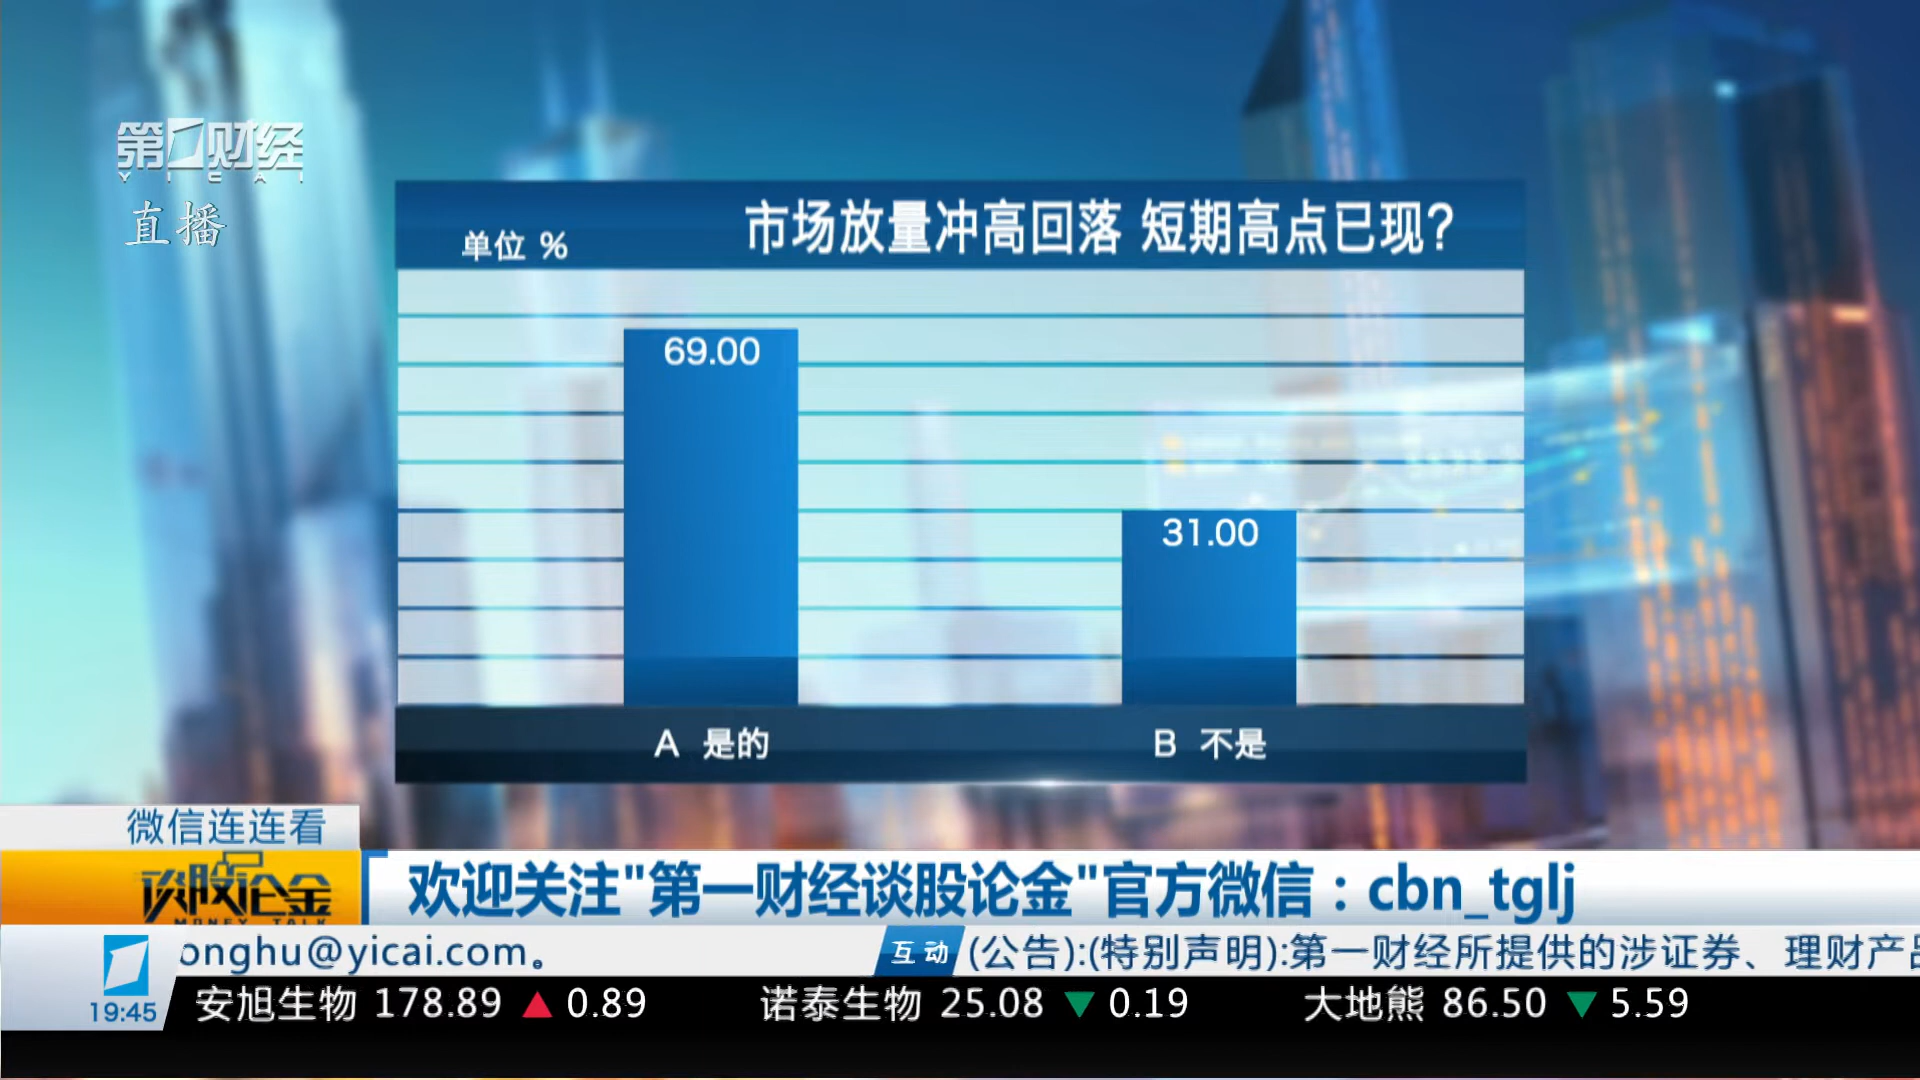 第一财经
YICAI
直播
单位 %
市场放量冲高回落 短期高点已现?
69.00
31.00
A 是的
B 不是
微信连连看
谈股论金
MONEY TALK
欢迎关注"第一财经谈股论金"官方微信：cbn_tglj
onghu@yicai.com。 互动 (公告):(特别声明):第一财经所提供的涉证券、理财产品
19:45
安旭生物 178.89 ▲ 0.89 诺泰生物 25.08 ▼ 0.19 大地熊 86.50 ▼ 5.59